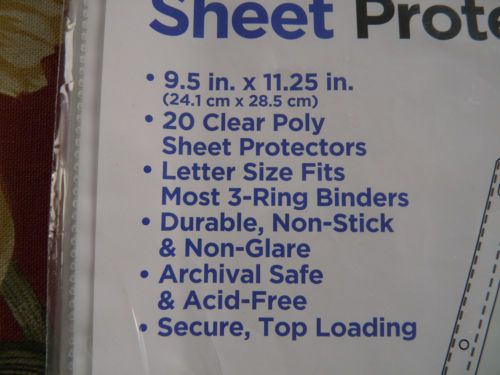 Sheet Prote
• 9.5 in. x 11.25 in.
(24.1 cm x 28.5 cm)
• 20 Clear Poly
Sheet Protectors
• Letter Size Fits
Most 3-Ring Binders
• Durable, Non-Stick
& Non-Glare
• Archival Safe
& Acid-Free
• Secure, Top Loading